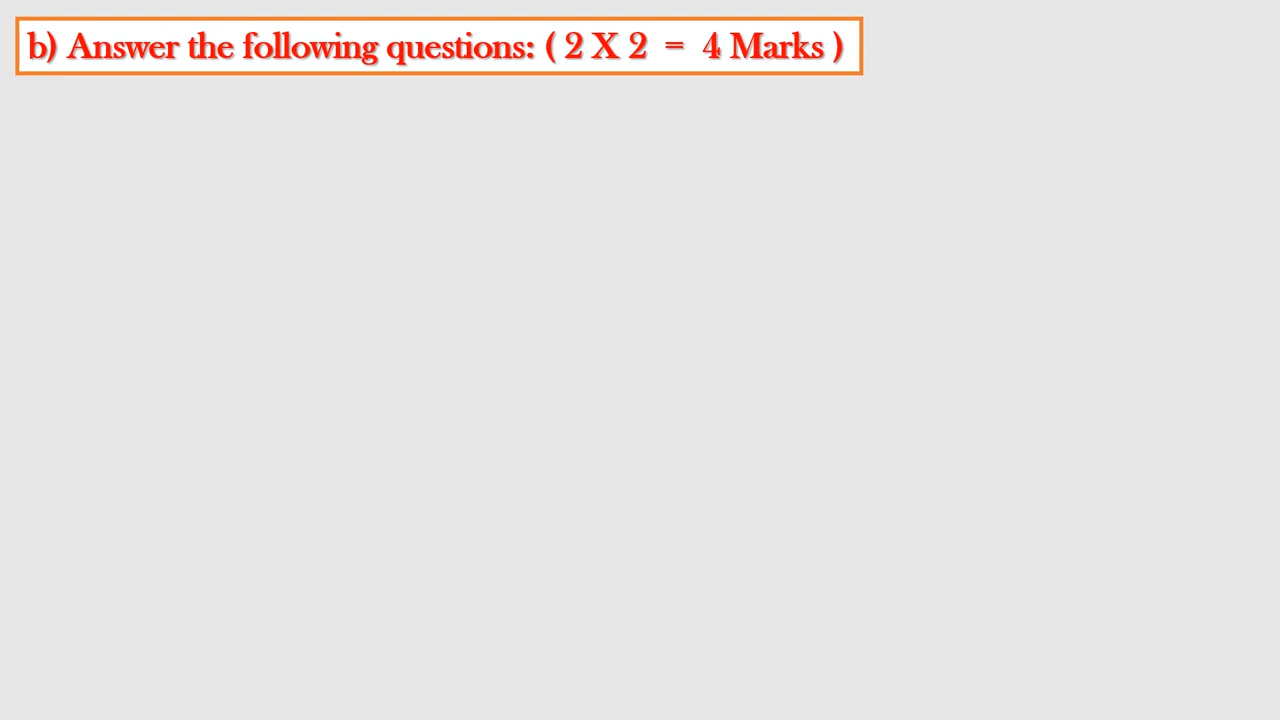 b) Answer the following questions: ( 2 X 2 = 4 Marks )